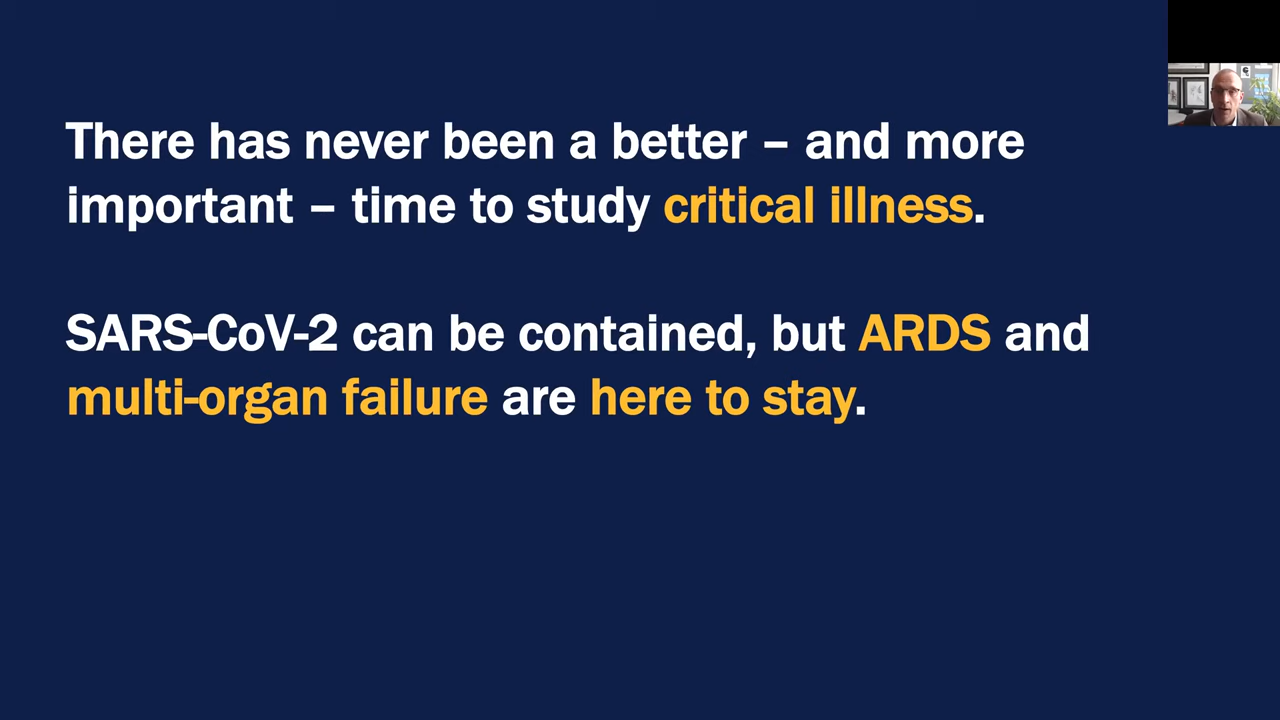 There has never been a better – and more
important – time to study critical illness.
SARS-CoV-2 can be contained, but ARDS and
multi-organ failure are here to stay.